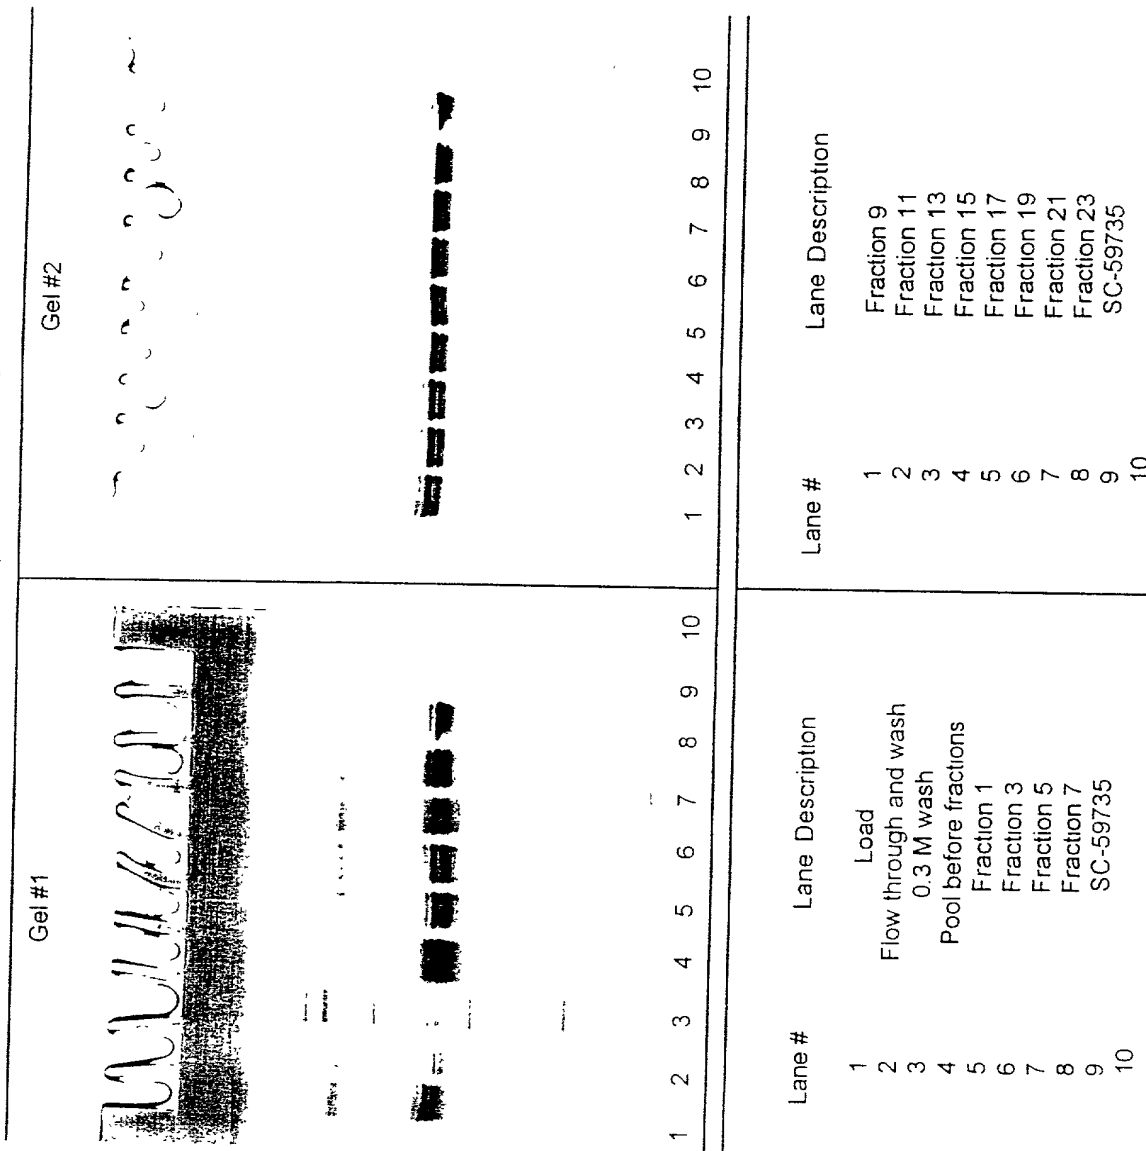 Gel #1
1 2 3 4 5 6 7 8 9 10
Lane # Lane Description
1 Load
2 Flow through and wash
3 0.3 M wash
4 Pool before fractions
5 Fraction 1
6 Fraction 3
7 Fraction 5
8 Fraction 7
9 SC-59735
10
Gel #2
1 2 3 4 5 6 7 8 9 10
Lane # Lane Description
1 Fraction 9
2 Fraction 11
3 Fraction 13
4 Fraction 15
5 Fraction 17
6 Fraction 19
7 Fraction 21
8 Fraction 23
9 SC-59735
10